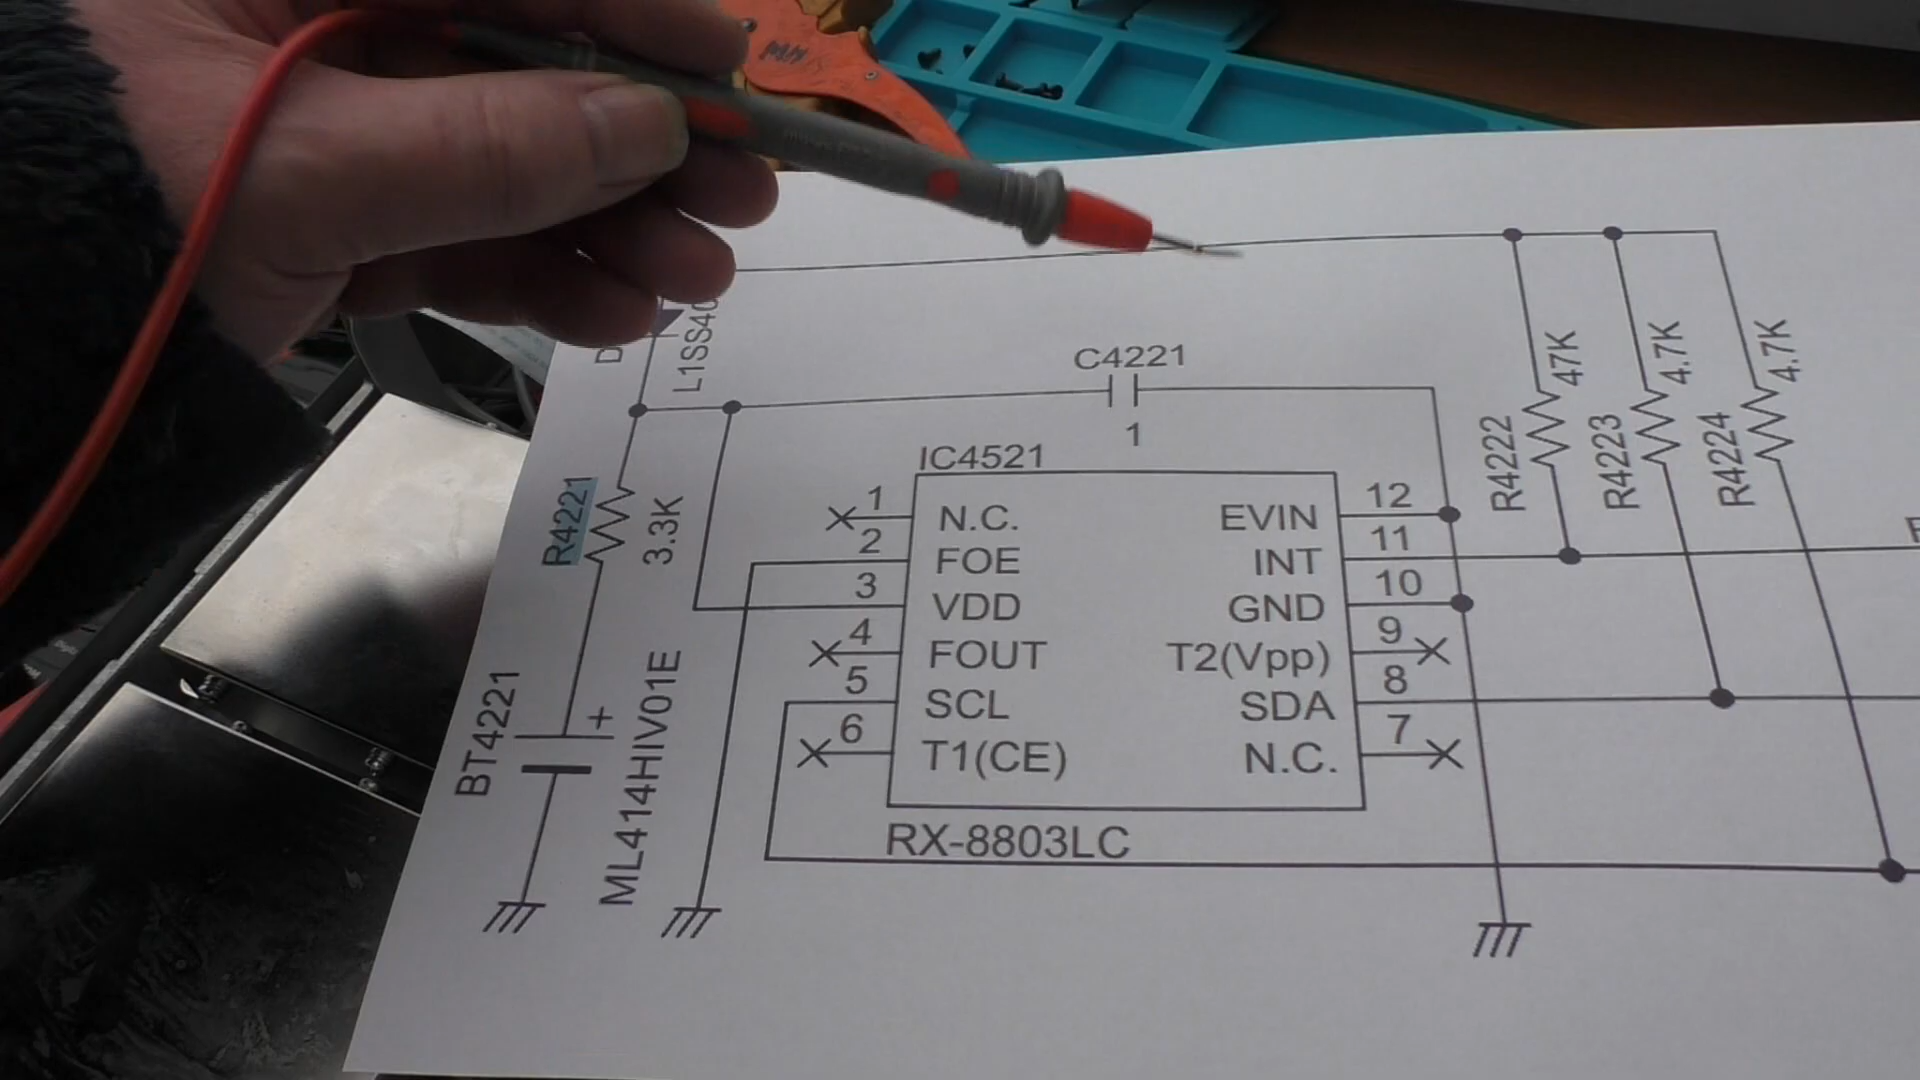 L1SS40
C4221
1
IC4521
R4221
3.3K
BT4221
+
ML414HIV01E
1
2
3
4
5
6
N.C.
FOE
VDD
FOUT
SCL
T1(CE)
EVIN
INT
GND
T2(Vpp)
SDA
N.C.
12
11
10
9
8
7
RX-8803LC
R4222
47K
R4223
4.7K
R4224
4.7K